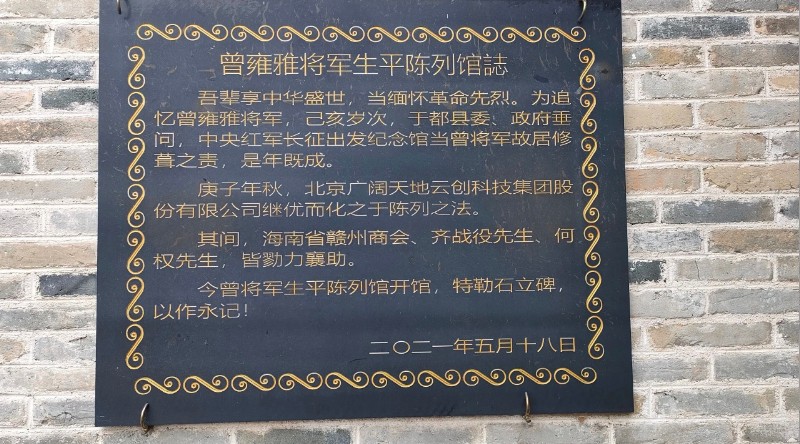 曾雍雅将军生平陈列馆誌
吾辈享中华盛世，当缅怀革命先烈。为追
忆曾雍雅将军，己亥岁次，于都县委、政府垂
问，中央红军长征出发纪念馆当曾将军故居修
葺之责，是年既成。
庚子年秋，北京广阔天地云创科技集团股
份有限公司继优而化之于陈列之法。
其间，海南省赣州商会、齐战役先生、何
权先生，皆勠力襄助。
今曾将军生平陈列馆开馆，特勒石立碑，
以作永记！
二〇二一年五月十八日